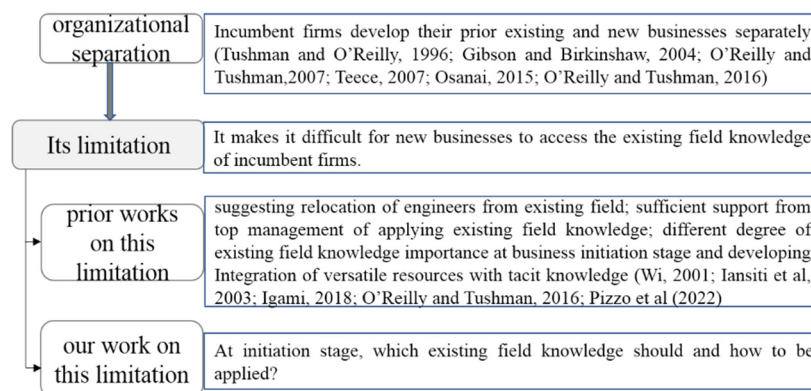 organizational
separation
Incumbent firms develop their prior existing and new businesses separately
(Tushman and O'Reilly, 1996; Gibson and Birkinshaw, 2004; O'Reilly and
Tushman,2007; Teece, 2007; Osanai, 2015; O'Reilly and Tushman, 2016)
Its limitation
It makes it difficult for new businesses to access the existing field knowledge
of incumbent firms.
prior works
on this
limitation
suggesting relocation of engineers from existing field; sufficient support from
top management of applying existing field knowledge; different degree of
existing field knowledge importance at business initiation stage and developing
Integration of versatile resources with tacit knowledge (Wi, 2001; Iansiti et al,
2003; Igami, 2018; O'Reilly and Tushman, 2016; Pizzo et al (2022)
our work on
this limitation
At initiation stage, which existing field knowledge should and how to be
applied?